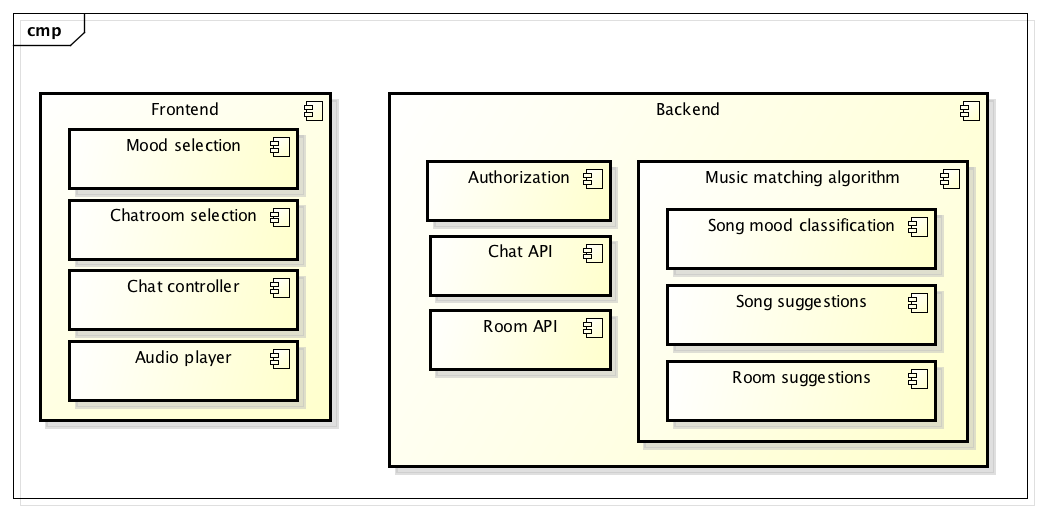 cmp
Frontend
Mood selection
Chatroom selection
Chat controller
Audio player
Backend
Authorization
Chat API
Room API
Music matching algorithm
Song mood classification
Song suggestions
Room suggestions